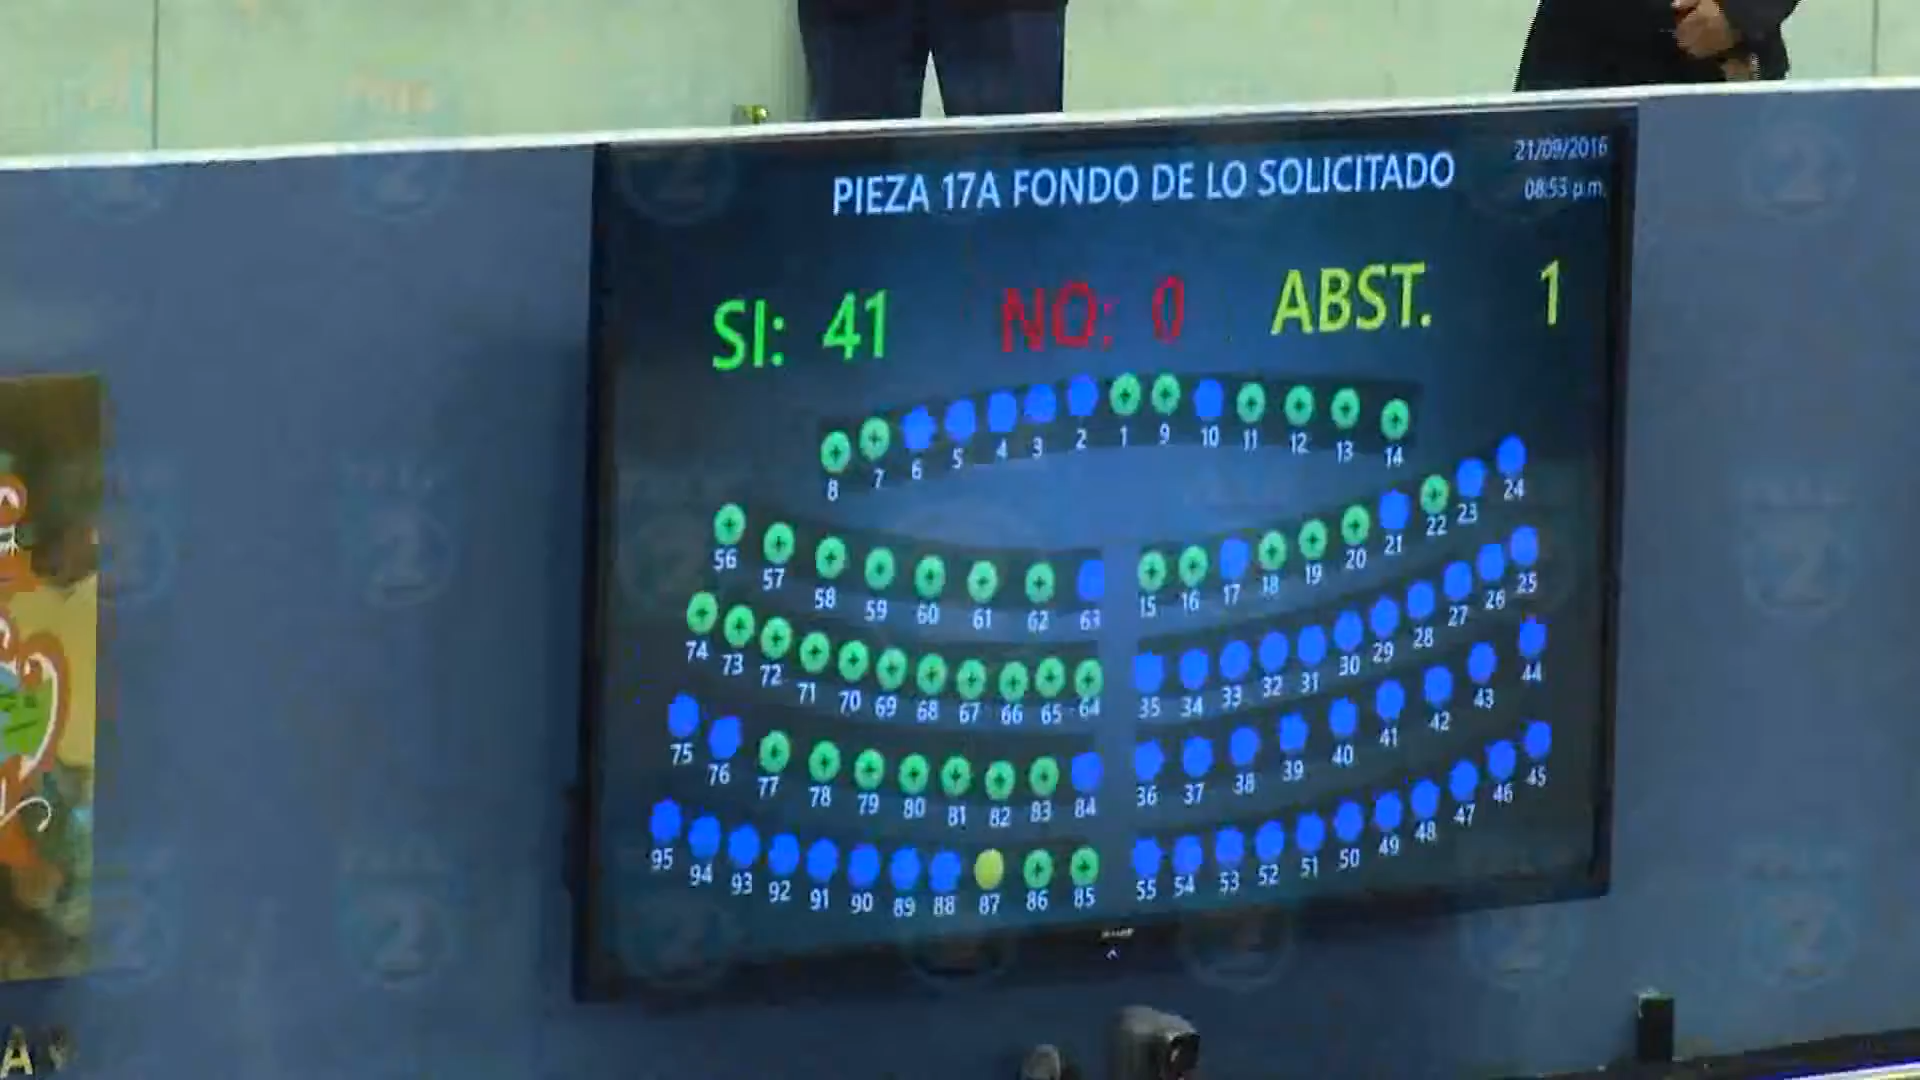 21/09/2016
PIEZA 17A FONDO DE LO SOLICITADO
08:53 p.m.
SI: 41 NO: 0 ABST. 1
8 7 6 5 4 3 2 1 9 10 11 12 13 14
56 57 58 59 60 61 62 63 15 16 17 18 19 20 21 22 23 24
74 73 72 71 70 69 68 67 66 65 64 35 34 33 32 31 30 29 28 27 26 25
75 76 77 78 79 80 81 82 83 84 36 37 38 39 40 41 42 43 44
95 94 93 92 91 90 89 88 87 86 85 55 54 53 52 51 50 49 48 47 46 45